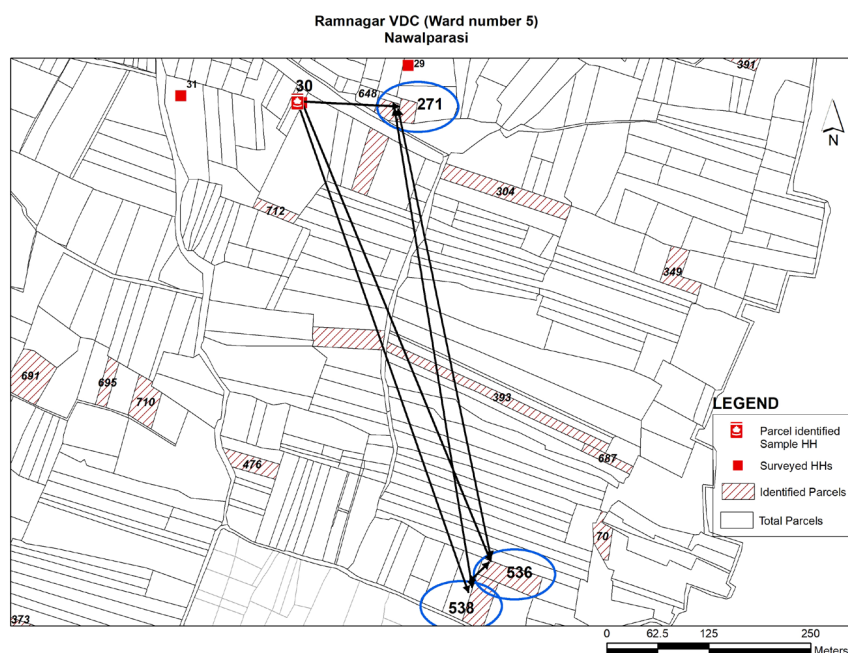 Ramnagar VDC (Ward number 5)
Nawalparasi
391
29
31
30
648
271
N
304
712
349
691
695
710
393
687
476
70
536
538
373
LEGEND
Parcel identified
Sample HH
Surveyed HHs
Identified Parcels
Total Parcels
0 62.5 125 250
Meters